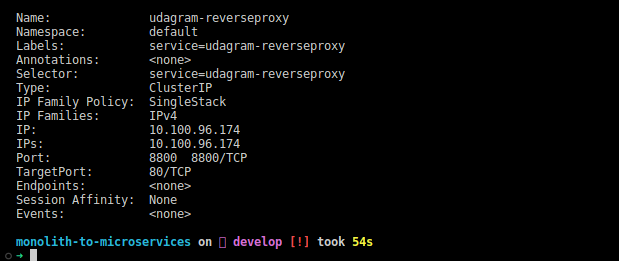 Name: udagram-reverseproxy
Namespace: default
Labels: service=udagram-reverseproxy
Annotations: <none>
Selector: service=udagram-reverseproxy
Type: ClusterIP
IP Family Policy: SingleStack
IP Families: IPv4
IP: 10.100.96.174
IPs: 10.100.96.174
Port: 8800 8800/TCP
TargetPort: 80/TCP
Endpoints: <none>
Session Affinity: None
Events: <none>
monolith-to-microservices on develop [!] took 54s
➜